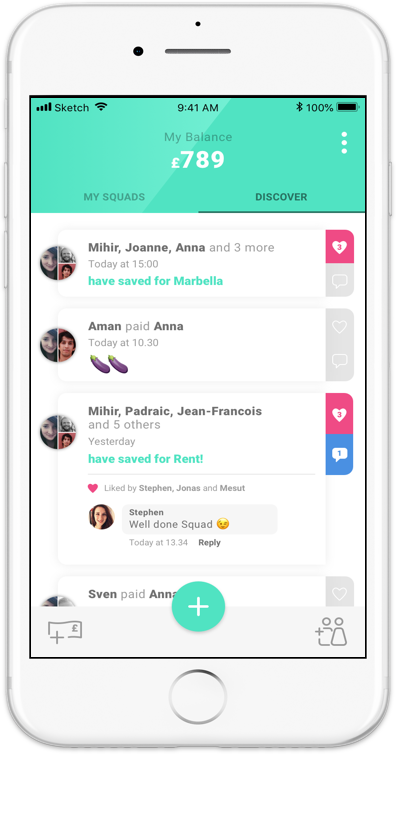 Sketch 9:41 AM 100%
My Balance
£789
MY SQUADS DISCOVER
Mihir, Joanne, Anna and 3 more
3
Today at 15:00
have saved for Marbella
Aman paid Anna
Today at 10.30
🍆🍆
Mihir, Padraic, Jean-Francois
3
and 5 others
Yesterday
1
have saved for Rent!
Liked by Stephen, Jonas and Mesut
Stephen
Well done Squad 😉
Today at 13.34 Reply
Sven paid Anna
£